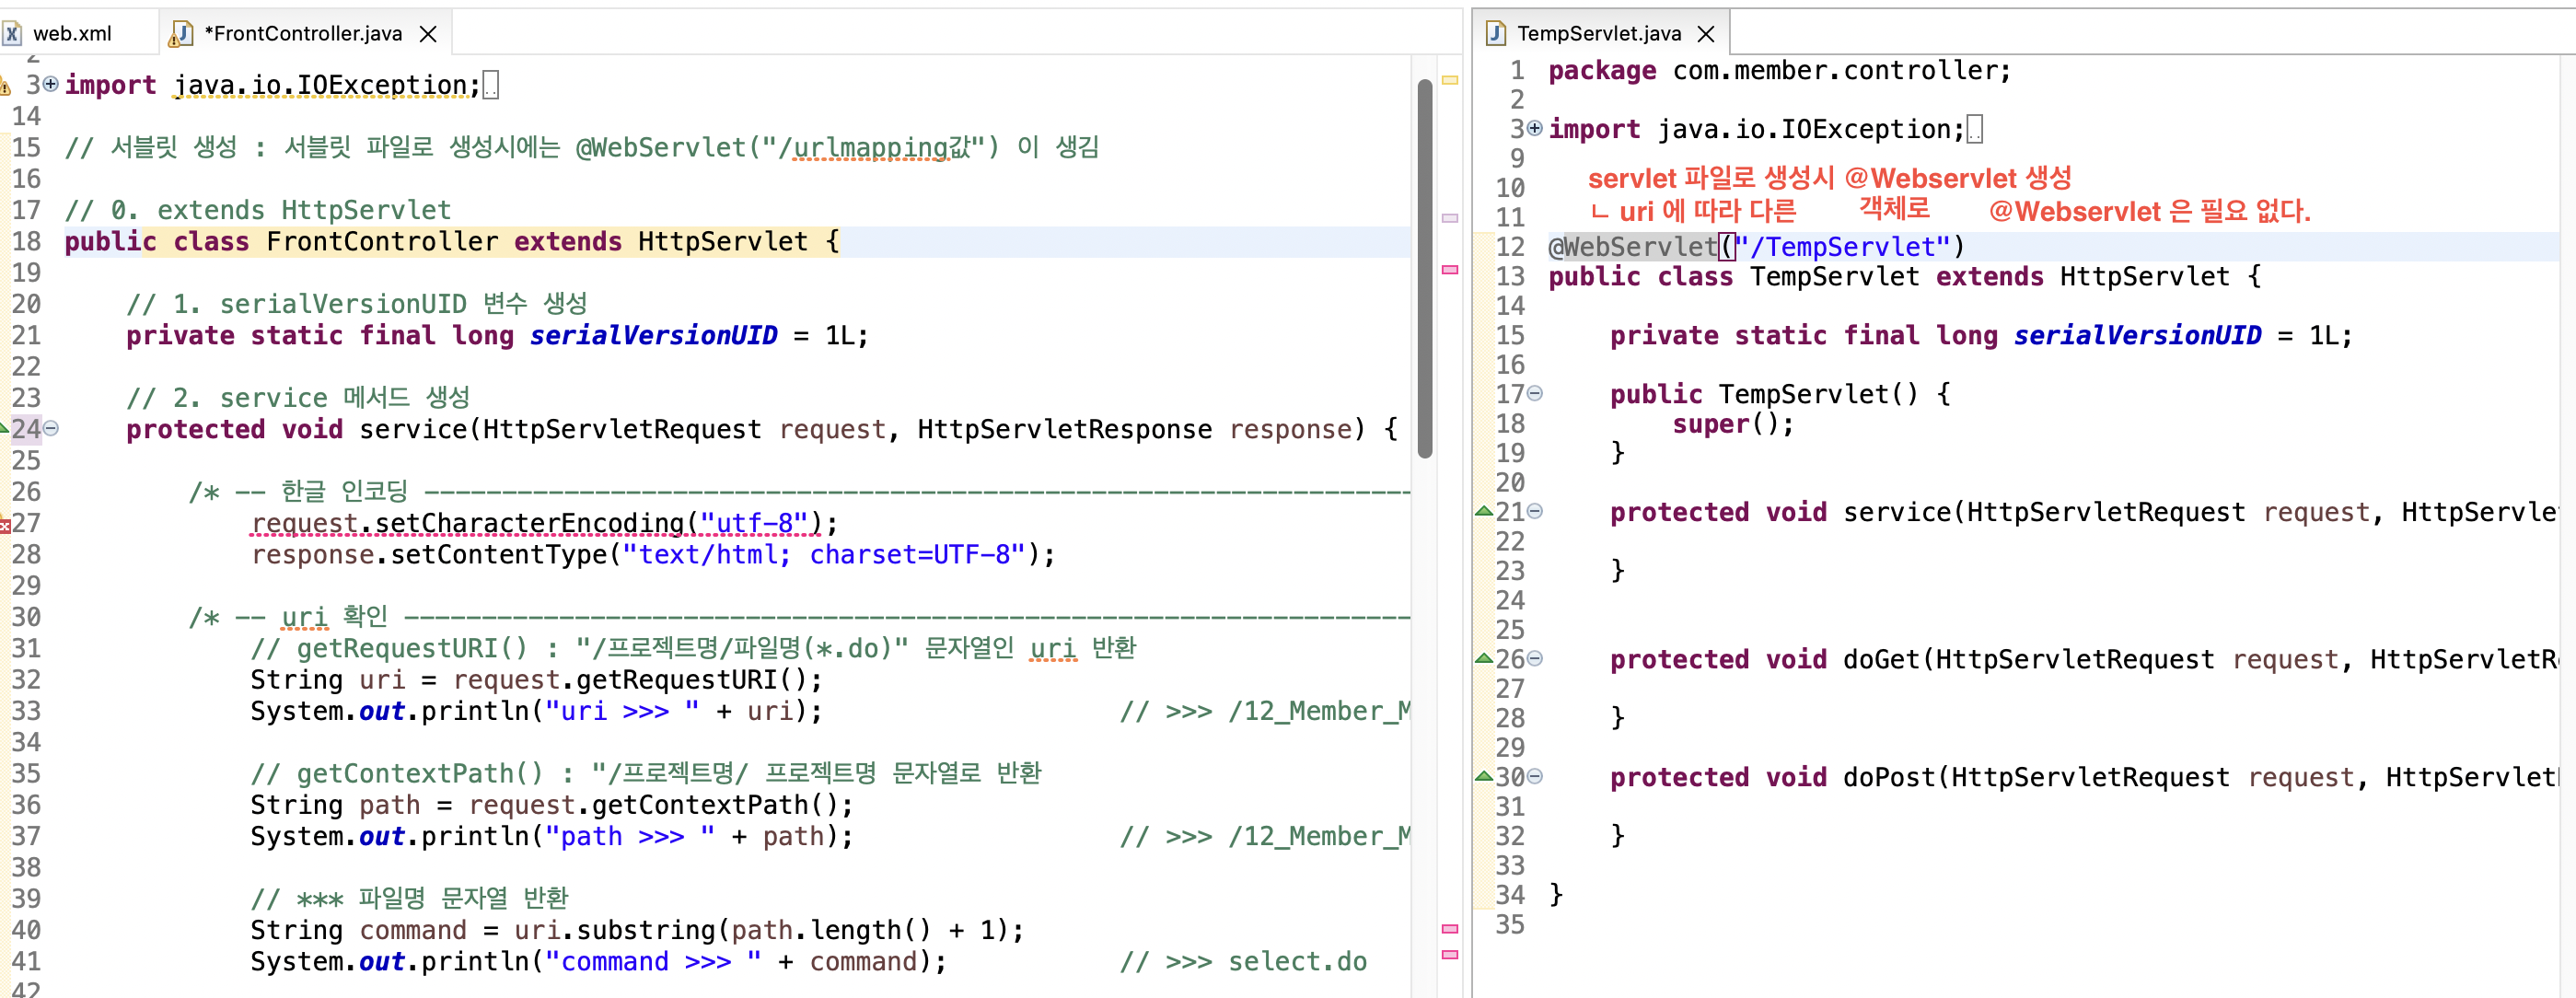 web.xml
*FrontController.java
3 import java.io.IOException;
14
15 // 서블릿 생성 : 서블릿 파일로 생성시에는 @WebServlet("/urlmapping값") 이 생김
16
17 // 0. extends HttpServlet
18 public class FrontController extends HttpServlet {
19
20 // 1. serialVersionUID 변수 생성
21 private static final long serialVersionUID = 1L;
22
23 // 2. service 메서드 생성
24 protected void service(HttpServletRequest request, HttpServletResponse response) {
25
26 /* -- 한글 인코딩 ----------------------------------------------------------------
27 request.setCharacterEncoding("utf-8");
28 response.setContentType("text/html; charset=UTF-8");
29
30 /* -- uri 확인 -----------------------------------------------------------------
31 // getRequestURI() : "/프로젝트명/파일명(*.do)" 문자열인 uri 반환
32 String uri = request.getRequestURI();
33 System.out.println("uri >>> " + uri); // >>> /12_Member_M
34
35 // getContextPath() : "/프로젝트명/ 프로젝트명 문자열로 반환
36 String path = request.getContextPath();
37 System.out.println("path >>> " + path); // >>> /12_Member_M
38
39 // *** 파일명 문자열 반환
40 String command = uri.substring(path.length() + 1);
41 System.out.println("command >>> " + command); // >>> select.do
42
TempServlet.java
1 package com.member.controller;
2
3 import java.io.IOException;
9
10 servlet 파일로 생성시 @Webservlet 생성
11 ㄴ uri 에 따라 다른 객체로 @Webservlet 은 필요 없다.
12 @WebServlet("/TempServlet")
13 public class TempServlet extends HttpServlet {
14
15 private static final long serialVersionUID = 1L;
16
17 public TempServlet() {
18 super();
19 }
20
21 protected void service(HttpServletRequest request, HttpServle
22
23 }
24
25
26 protected void doGet(HttpServletRequest request, HttpServletR
27
28 }
29
30 protected void doPost(HttpServletRequest request, HttpServlet
31
32 }
33
34 }
35